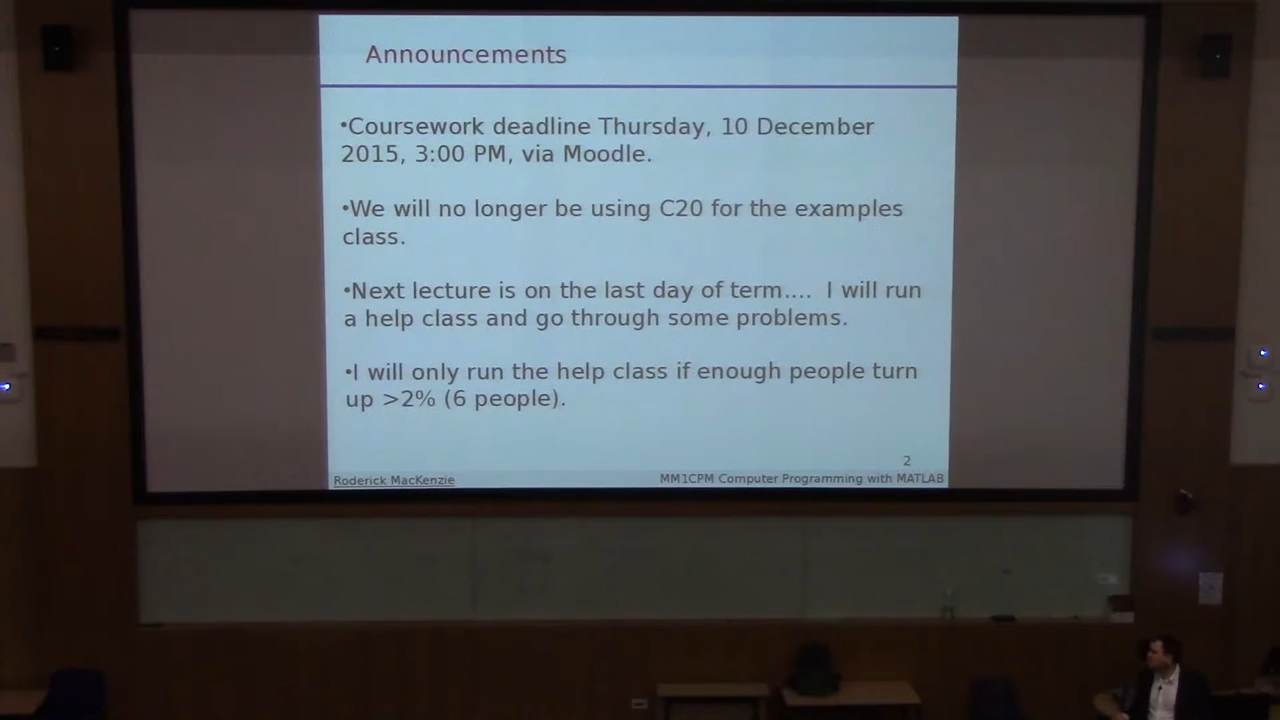 Announcements
•Coursework deadline Thursday, 10 December
2015, 3:00 PM, via Moodle.
•We will no longer be using C20 for the examples
class.
•Next lecture is on the last day of term.... I will run
a help class and go through some problems.
•I will only run the help class if enough people turn
up >2% (6 people).
2
Roderick MacKenzie
MM1CPM Computer Programming with MATLAB